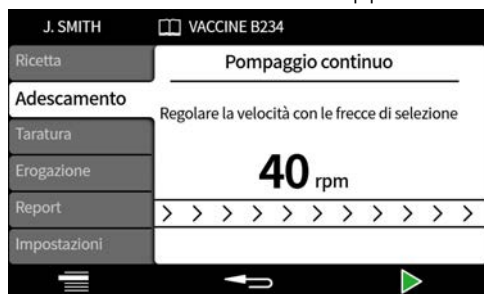 J. SMITH
VACCINE B234
Ricetta
Adescamento
Taratura
Erogazione
Report
Impostazioni
Pompaggio continuo
Regolare la velocità con le frecce di selezione
40 rpm
> > > > > > > > > > >